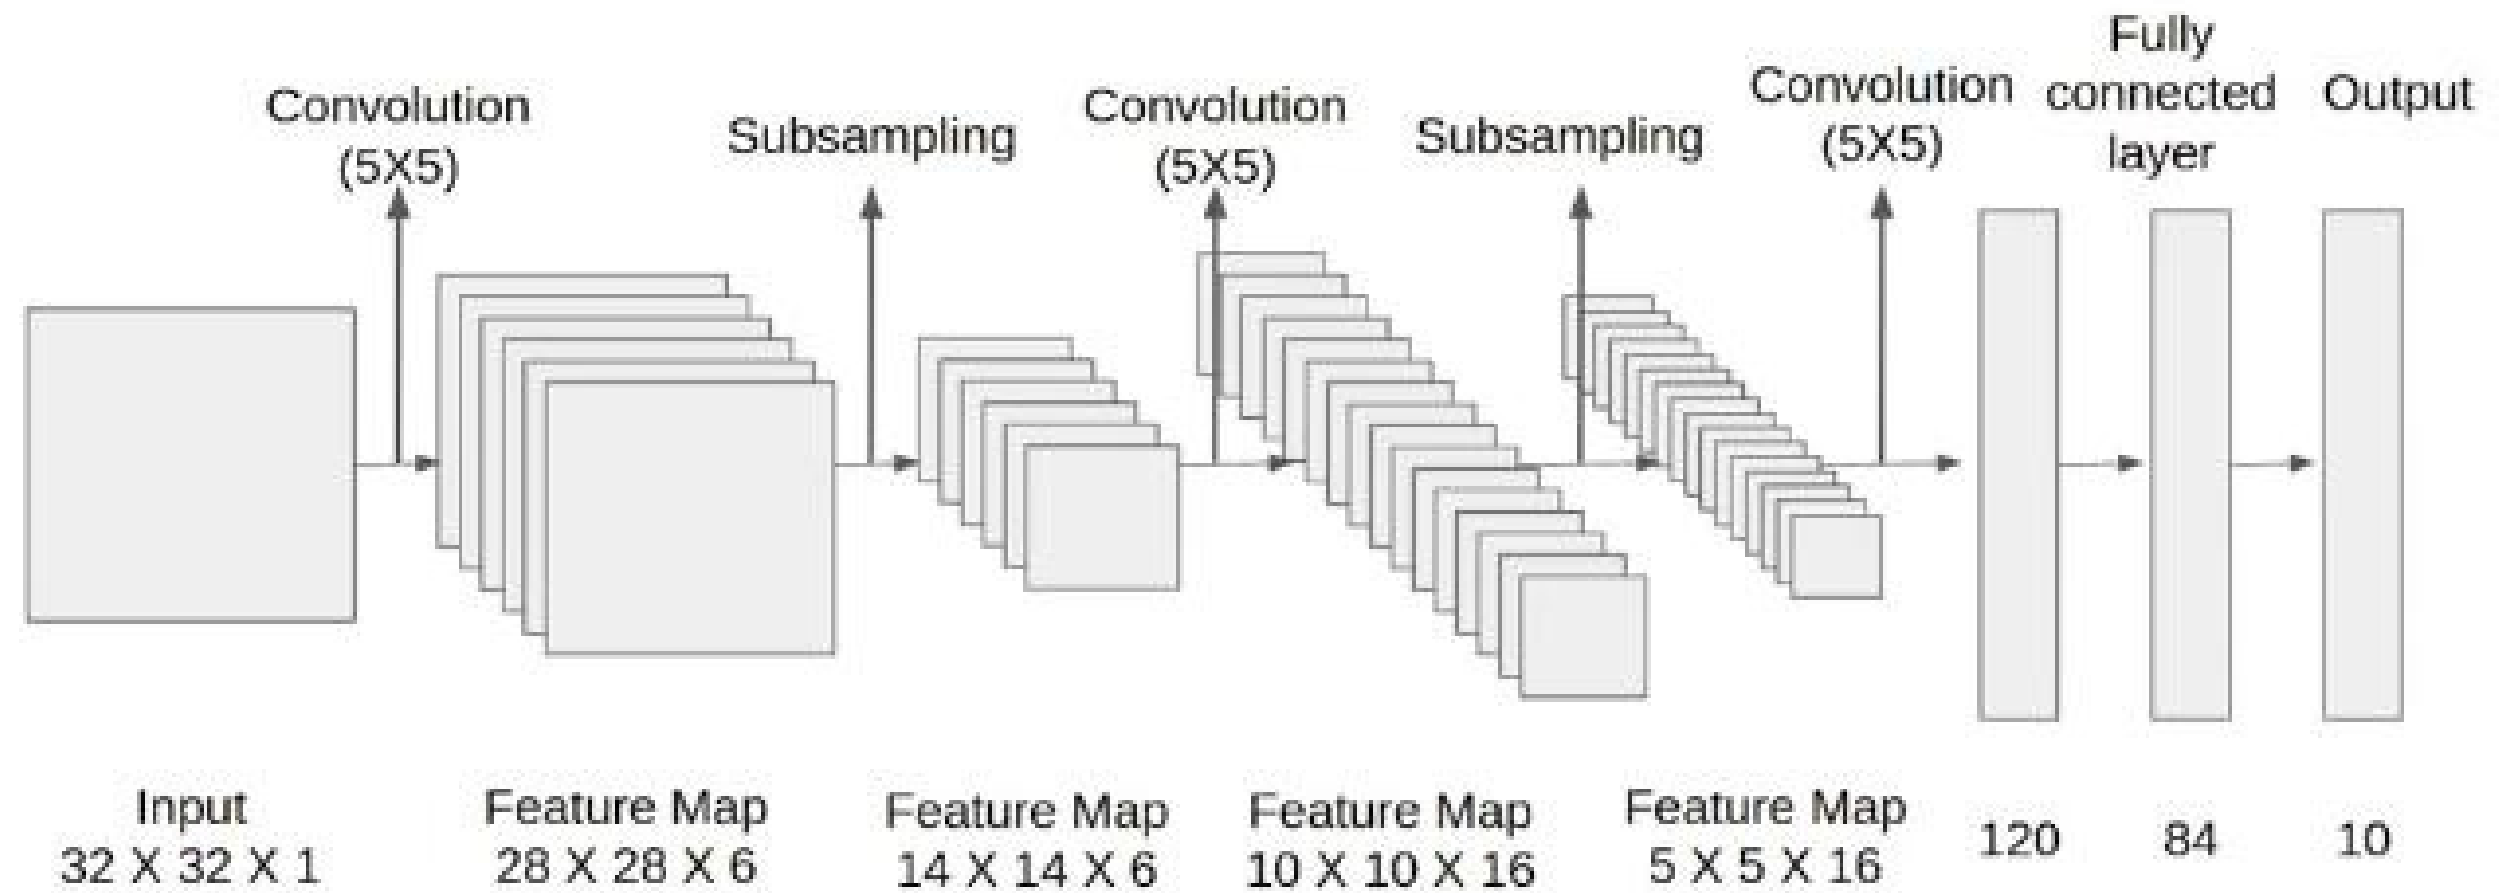 Convolution
(5X5)
Subsampling
Convolution
(5X5)
Subsampling
Convolution
(5X5)
Fully
connected
layer
Output
Input
32 X 32 X 1
Feature Map
28 X 28 X 6
Feature Map
14 X 14 X 6
Feature Map
10 X 10 X 16
Feature Map
5 X 5 X 16
120
84
10